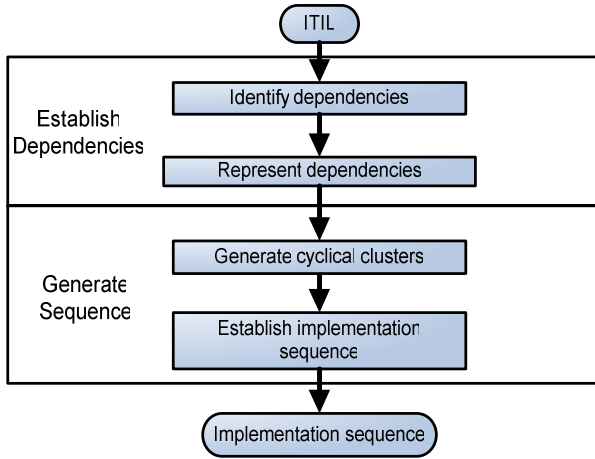 ITIL
Establish
Dependencies
Identify dependencies
Represent dependencies
Generate
Sequence
Generate cyclical clusters
Establish implementation
sequence
Implementation sequence